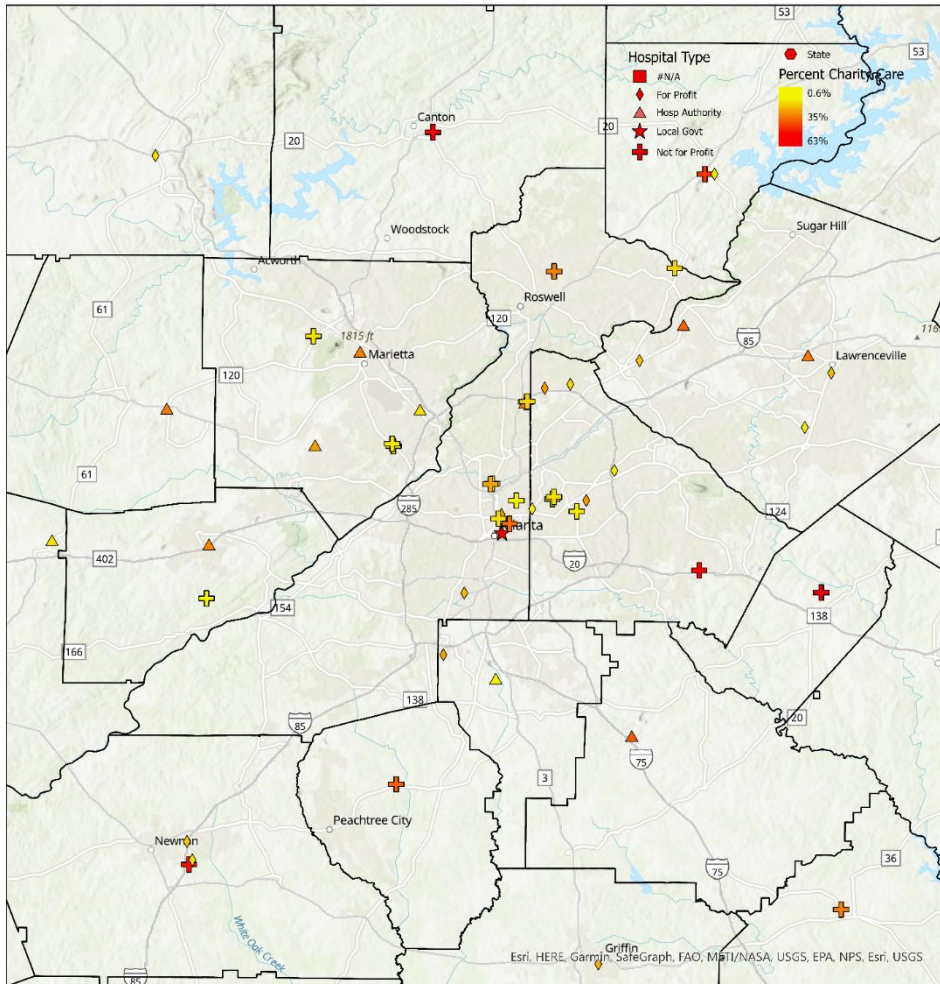 53
53
Hospital Type
#N/A
For Profit
Hosp Authority
Local Govt
Not for Profit
State
Percent Charity Care
0.6%
35%
63%
Canton
20
20
Woodstock
Sugar Hill
Acworth
61
Roswell
120
1815 ft
Marietta
85
116
Lawrenceville
120
61
285
124
anta
402
20
154
138
166
138
85
20
3
75
Peachtree City
Newnan
36
75
White Oak Creek
Griffin
Esri, HERE, Garmin, SafeGraph, FAO, METI/NASA, USGS, EPA, NPS, Esri, USGS